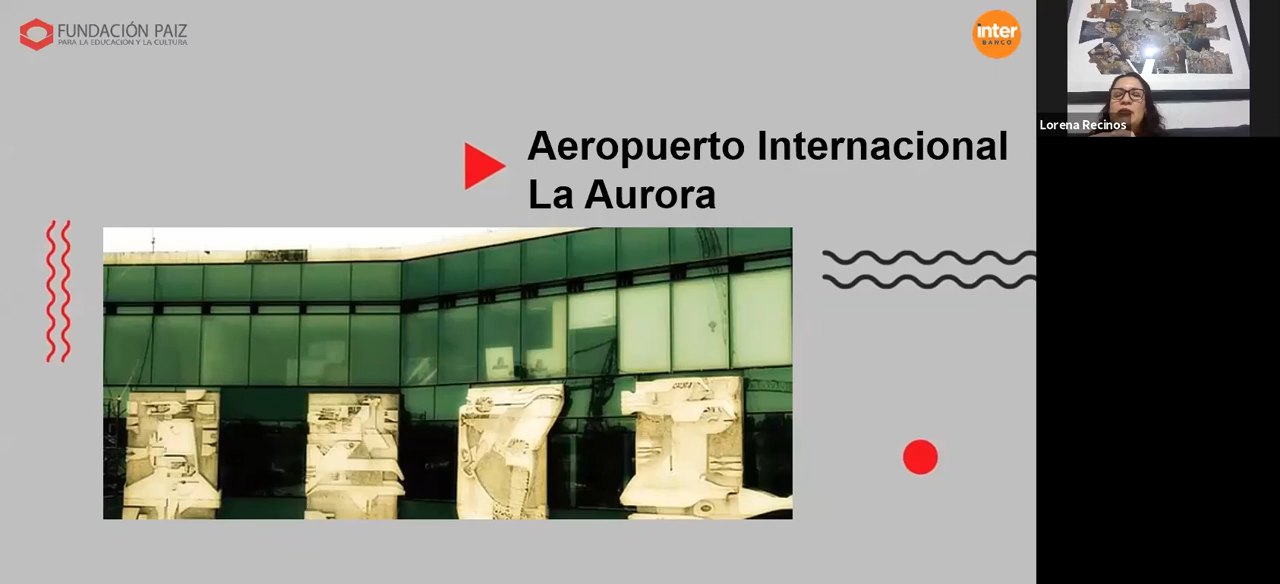 FUNDACIÓN PAIZ
PARA LA EDUCACIÓN Y LA CULTURA
inter
BANCO
Aeropuerto Internacional
La Aurora
Lorena Recinos